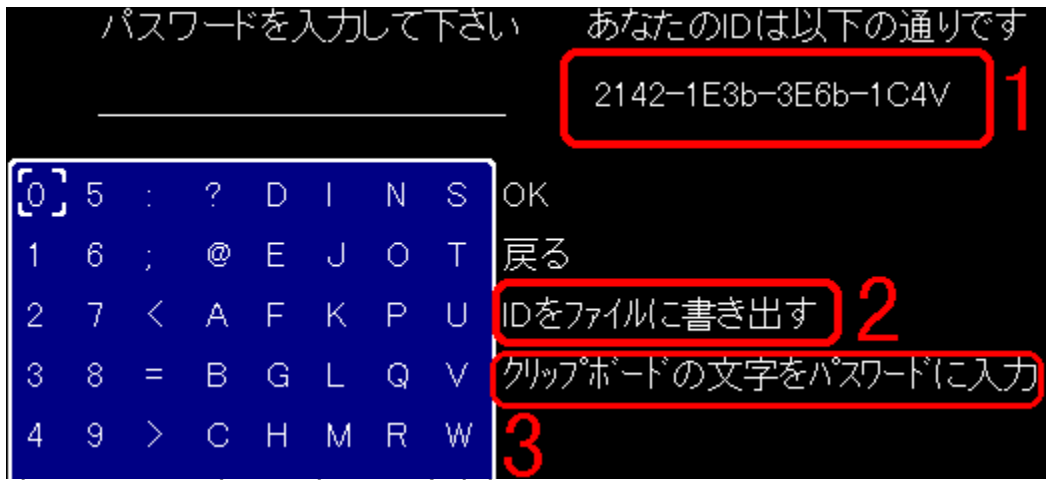 パスワードを入力して下さい
あなたのIDは以下の通りです
2142-1E3b-3E6b-1C4V
1
0 5 : ? D I N S OK
1 6 ; @ E J O T 戻る
2 7 < A F K P U IDをファイルに書き出す 2
3 8 = B G L Q V クリップボードの文字をパスワードに入力
4 9 > C H M R W 3